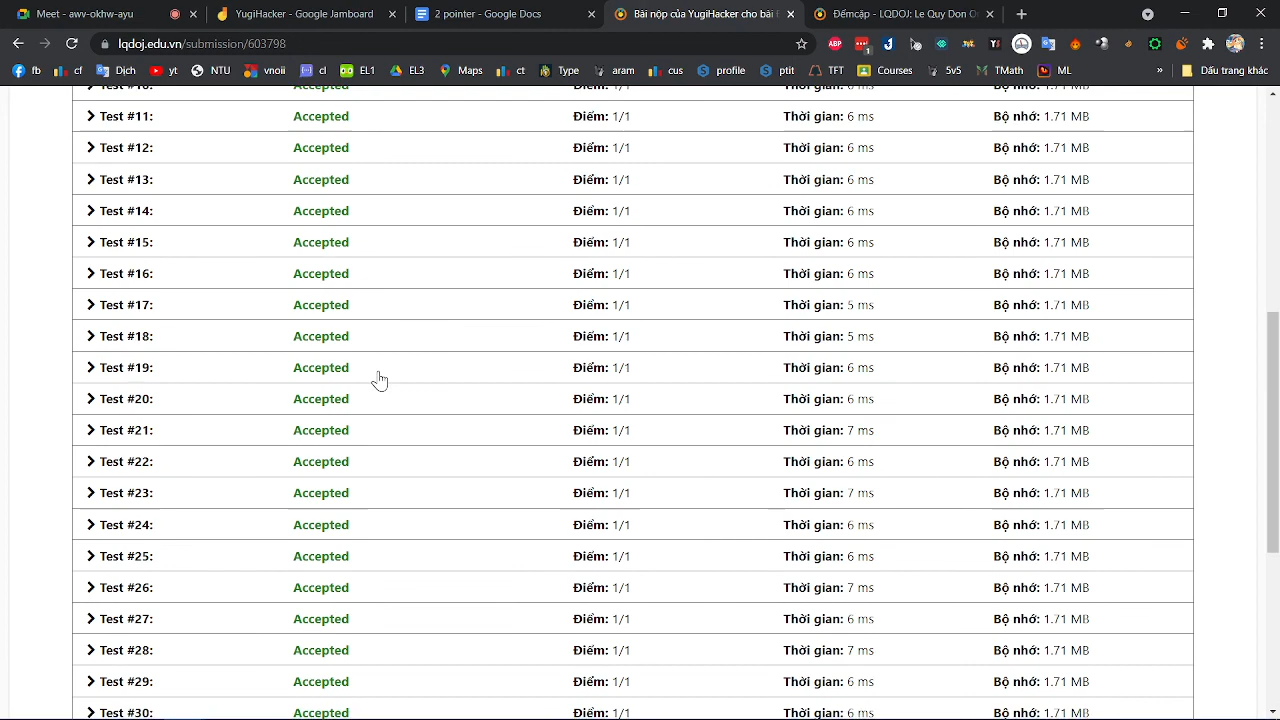 Meet - awv-okhw-ayu
YugiHacker - Google Jamboard
2 pointer - Google Docs
Bài nộp của YugiHacker cho bài t
Đếmcặp - LQDOJ: Le Quy Don O
lqdoj.edu.vn/submission/603798
fb cf Dịch yt NTU vnoii cl EL1 EL3 Maps ct Type aram cus profile ptit TFT Courses 5v5 TMath ML » Dấu trang khác
Test #10: Accepted Điểm: 1/1 Thời gian: 6 ms Bộ nhớ: 1.71 MB
Test #11: Accepted Điểm: 1/1 Thời gian: 6 ms Bộ nhớ: 1.71 MB
Test #12: Accepted Điểm: 1/1 Thời gian: 6 ms Bộ nhớ: 1.71 MB
Test #13: Accepted Điểm: 1/1 Thời gian: 6 ms Bộ nhớ: 1.71 MB
Test #14: Accepted Điểm: 1/1 Thời gian: 6 ms Bộ nhớ: 1.71 MB
Test #15: Accepted Điểm: 1/1 Thời gian: 6 ms Bộ nhớ: 1.71 MB
Test #16: Accepted Điểm: 1/1 Thời gian: 6 ms Bộ nhớ: 1.71 MB
Test #17: Accepted Điểm: 1/1 Thời gian: 5 ms Bộ nhớ: 1.71 MB
Test #18: Accepted Điểm: 1/1 Thời gian: 5 ms Bộ nhớ: 1.71 MB
Test #19: Accepted Điểm: 1/1 Thời gian: 6 ms Bộ nhớ: 1.71 MB
Test #20: Accepted Điểm: 1/1 Thời gian: 6 ms Bộ nhớ: 1.71 MB
Test #21: Accepted Điểm: 1/1 Thời gian: 7 ms Bộ nhớ: 1.71 MB
Test #22: Accepted Điểm: 1/1 Thời gian: 6 ms Bộ nhớ: 1.71 MB
Test #23: Accepted Điểm: 1/1 Thời gian: 7 ms Bộ nhớ: 1.71 MB
Test #24: Accepted Điểm: 1/1 Thời gian: 6 ms Bộ nhớ: 1.71 MB
Test #25: Accepted Điểm: 1/1 Thời gian: 6 ms Bộ nhớ: 1.71 MB
Test #26: Accepted Điểm: 1/1 Thời gian: 7 ms Bộ nhớ: 1.71 MB
Test #27: Accepted Điểm: 1/1 Thời gian: 6 ms Bộ nhớ: 1.71 MB
Test #28: Accepted Điểm: 1/1 Thời gian: 7 ms Bộ nhớ: 1.71 MB
Test #29: Accepted Điểm: 1/1 Thời gian: 6 ms Bộ nhớ: 1.71 MB
Test #30: Accepted Điểm: 1/1 Thời gian: 6 ms Bộ nhớ: 1.71 MB